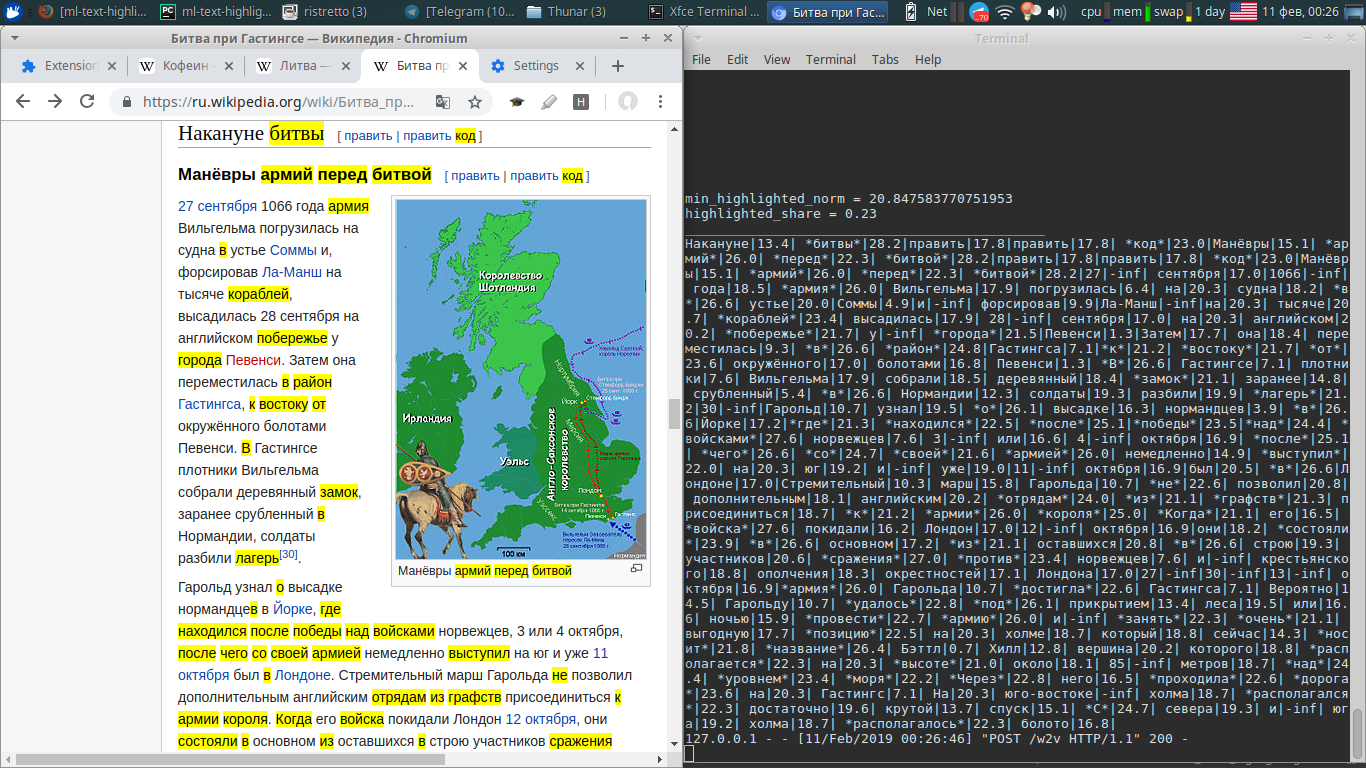 [ml-text-highli...
ml-text-highlig...
ristretto (3)
[Telegram (10...
Thunar (3)
Xfce Terminal ...
Битва при Гас...
Net
70
cpu
mem
swap
1 day
11 фев, 00:26
Битва при Гастингсе — Википедия - Chromium
Extension
Кофеин -
Литва —
Битва пр
Settings
https://ru.wikipedia.org/wiki/Битва_пр...
H
Накануне битвы [ править | править код ]
Манёвры армий перед битвой [ править | править код ]
27 сентября 1066 года армия
Вильгельма погрузилась на
судна в устье Соммы и,
форсировав Ла-Манш на
тысяче кораблей,
высадилась 28 сентября на
английском побережье у
города Певенси. Затем она
переместилась в район
Гастингса, к востоку от
окружённого болотами
Певенси. В Гастингсе
плотники Вильгельма
собрали деревянный замок,
заранее срубленный в
Нормандии, солдаты
разбили лагерь[30].
Королевство
Шотландия
Ирландия
Уэльс
Англо-Саксонское
королевство
Нортумбрия
Мерсия
Уэссекс
Йорк
Лондон
Певенси
Нормандия
100 км
Манёвры армий перед битвой
Гарольд узнал о высадке
нормандцев в Йорке, где
находился после победы над войсками норвежцев, 3 или 4 октября,
после чего со своей армией немедленно выступил на юг и уже 11
октября был в Лондоне. Стремительный марш Гарольда не позволил
дополнительным английским отрядам из графств присоединиться к
армии короля. Когда его войска покидали Лондон 12 октября, они
состояли в основном из оставшихся в строю участников сражения
Terminal
File Edit View Terminal Tabs Help
min_highlighted_norm = 20.847583770751953
highlighted_share = 0.23
Накануне|13.4| *битвы*|28.2|править|17.8|править|17.8| *код*|23.0|Манёвры|15.1| *ар
мий*|26.0| *перед*|22.3| *битвой*|28.2|править|17.8|править|17.8| *код*|23.0|Манёвр
ы|15.1| *армий*|26.0| *перед*|22.3| *битвой*|28.2|27|-inf| сентября|17.0|1066|-inf|
года|18.5| *армия*|26.0| Вильгельма|17.9| погрузилась|6.4| на|20.3| судна|18.2| *в
*|26.6| устье|20.0|Соммы|4.9|и|-inf| форсировав|9.9|Ла-Манш|-inf|на|20.3| тысяче|20
.7| *кораблей*|23.4| высадилась|17.9| 28|-inf| сентября|17.0| на|20.3| английском|2
0.2| *побережье*|21.7| у|-inf| *города*|21.5|Певенси|1.3|Затем|17.7| она|18.4| пере
местилась|9.3| *в*|26.6| *район*|24.8|Гастингса|7.1|*к*|21.2| *востоку*|21.7| *от*|
23.6| окружённого|17.0| болотами|16.8| Певенси|1.3| *В*|26.6| Гастингсе|7.1| плотни
ки|7.6| Вильгельма|17.9| собрали|18.5| деревянный|18.4| *замок*|21.1| заранее|14.8|
срубленный|5.4| *в*|26.6| Нормандии|12.3| солдаты|19.3| разбили|19.9| *лагерь*|21.
2|30|-inf|Гарольд|10.7| узнал|19.5| *о*|26.1| высадке|16.3| нормандцев|3.9| *в*|26.
6|Йорке|17.2|*где*|21.3| *находился*|22.5| *после*|25.1| *победы*|23.5| *над*|24.4| *
войсками*|27.6| норвежцев|7.6| 3|-inf| или|16.6| 4|-inf| октября|16.9| *после*|25.1
| *чего*|26.6| *со*|24.7| *своей*|21.6| *армией*|26.0| немедленно|14.9| *выступил*|
22.0| на|20.3| юг|19.2| и|-inf| уже|19.0|11|-inf| октября|16.9|был|20.5| *в*|26.6|Л
ондоне|17.0|Стремительный|10.3| марш|15.8| Гарольда|10.7| *не*|22.6| позволил|20.8|
дополнительным|18.1| английским|20.2| *отрядам*|24.0| *из*|21.1| *графств*|21.3| п
рисоединиться|18.7| *к*|21.2| *армии*|26.0| *короля*|25.0| *Когда*|21.1| его|16.5|
*войска*|27.6| покидали|16.2| Лондон|17.0|12|-inf| октября|16.9|они|18.2| *состояли
*|23.9| *в*|26.6| основном|17.2| *из*|21.1| оставшихся|20.8| *в*|26.6| строю|19.3|
участников|20.6| *сражения*|27.0| *против*|23.4| норвежцев|7.6| и|-inf| крестьянско
го|18.8| ополчения|18.3| окрестностей|17.1| Лондона|17.0|27|-inf|30|-inf|13|-inf| о
ктября|16.9|*армия*|26.0| Гарольда|10.7| *достигла*|22.6| Гастингса|7.1| Вероятно|1
4.5| Гарольду|10.7| *удалось*|22.8| *под*|26.1| прикрытием|13.4| леса|19.5| или|16.
6| ночью|15.9| *провести*|22.7| *армию*|26.0| и|-inf| *занять*|22.3| *очень*|21.1|
выгодную|17.7| *позицию*|22.5| на|20.3| холме|18.7| который|18.8| сейчас|14.3| *нос
ит*|21.8| *название*|26.4| Бэттл|0.7| Хилл|12.8| вершина|20.2| которого|18.8| *расп
олагается*|22.3| на|20.3| *высоте*|21.0| около|18.1| 85|-inf| метров|18.7| *над*|24
.4| *уровнем*|23.4| *моря*|22.2| *Через*|22.8| него|16.5| *проходила*|22.6| *дорога
*|23.6| на|20.3| Гастингс|7.1| На|20.3| юго-востоке|-inf| холма|18.7| *располагался
*|22.3| достаточно|19.6| крутой|13.7| спуск|15.1| *С*|24.7| севера|19.3| и|-inf| юг
а|19.2| холма|18.7| *располагалось*|22.3| болото|16.8|
127.0.0.1 - - [11/Feb/2019 00:26:46] "POST /w2v HTTP/1.1" 200 -